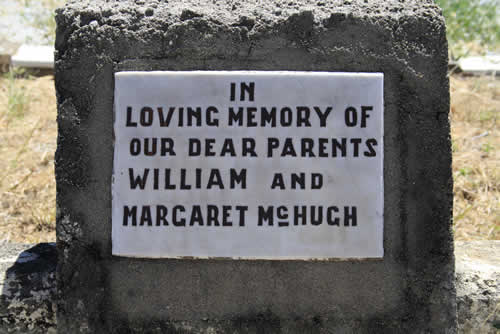 IN
LOVING MEMORY OF
OUR DEAR PARENTS
WILLIAM AND
MARGARET McHUGH